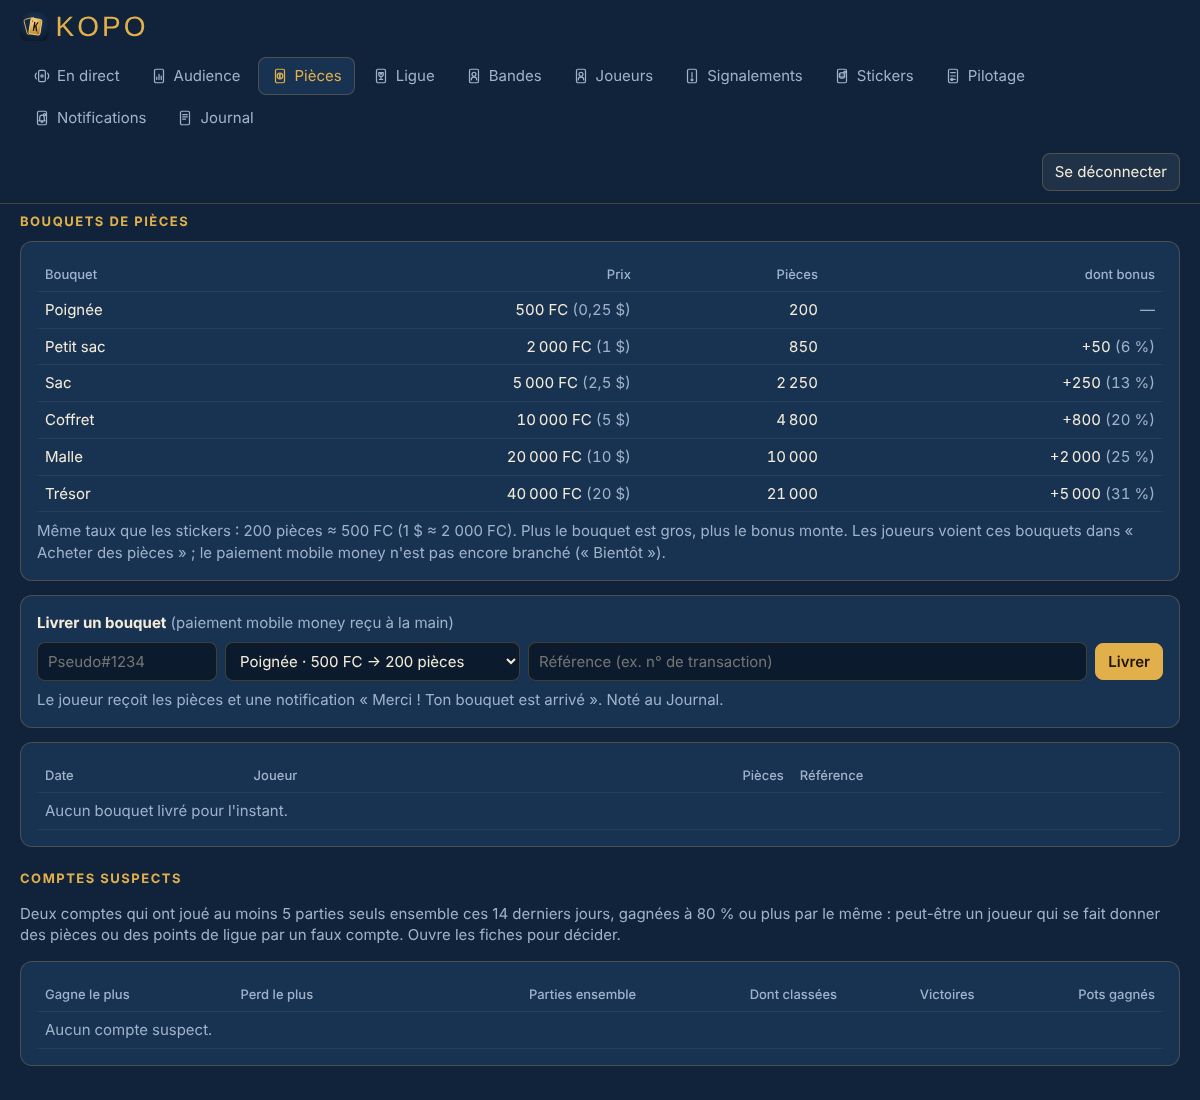 KOPO
En direct Audience Pièces Ligue Bandes Joueurs Signalements Stickers Pilotage
Notifications Journal
Se déconnecter
BOUQUETS DE PIÈCES
Bouquet Prix Pièces dont bonus
Poignée 500 FC (0,25 $) 200 —
Petit sac 2 000 FC (1 $) 850 +50 (6 %)
Sac 5 000 FC (2,5 $) 2 250 +250 (13 %)
Coffret 10 000 FC (5 $) 4 800 +800 (20 %)
Malle 20 000 FC (10 $) 10 000 +2 000 (25 %)
Trésor 40 000 FC (20 $) 21 000 +5 000 (31 %)
Même taux que les stickers : 200 pièces ≈ 500 FC (1 $ ≈ 2 000 FC). Plus le bouquet est gros, plus le bonus monte. Les joueurs voient ces bouquets dans «
Acheter des pièces » ; le paiement mobile money n'est pas encore branché (« Bientôt »).
Livrer un bouquet (paiement mobile money reçu à la main)
Pseudo#1234 Poignée · 500 FC → 200 pièces Référence (ex. n° de transaction) Livrer
Le joueur reçoit les pièces et une notification « Merci ! Ton bouquet est arrivé ». Noté au Journal.
Date Joueur Pièces Référence
Aucun bouquet livré pour l'instant.
COMPTES SUSPECTS
Deux comptes qui ont joué au moins 5 parties seuls ensemble ces 14 derniers jours, gagnées à 80 % ou plus par le même : peut-être un joueur qui se fait donner
des pièces ou des points de ligue par un faux compte. Ouvre les fiches pour décider.
Gagne le plus Perd le plus Parties ensemble Dont classées Victoires Pots gagnés
Aucun compte suspect.